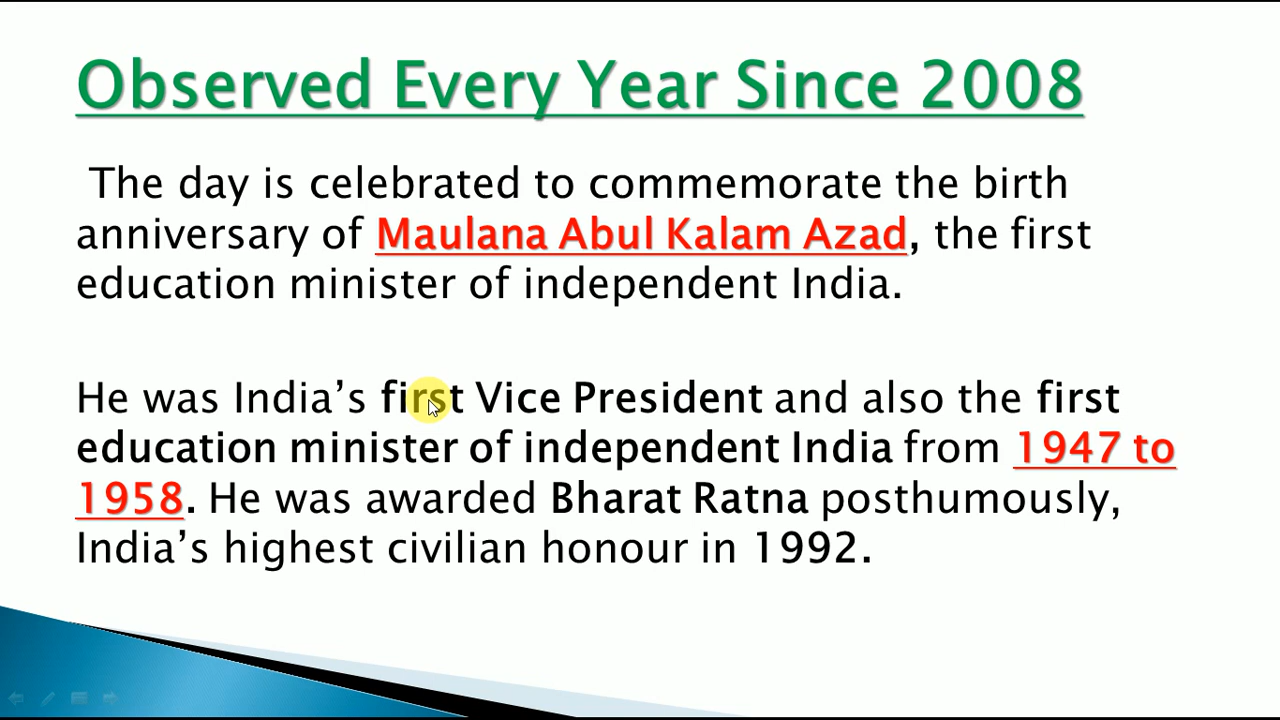 Observed Every Year Since 2008
The day is celebrated to commemorate the birth
anniversary of Maulana Abul Kalam Azad, the first
education minister of independent India.
He was India’s first Vice President and also the first
education minister of independent India from 1947 to
1958. He was awarded Bharat Ratna posthumously,
India’s highest civilian honour in 1992.